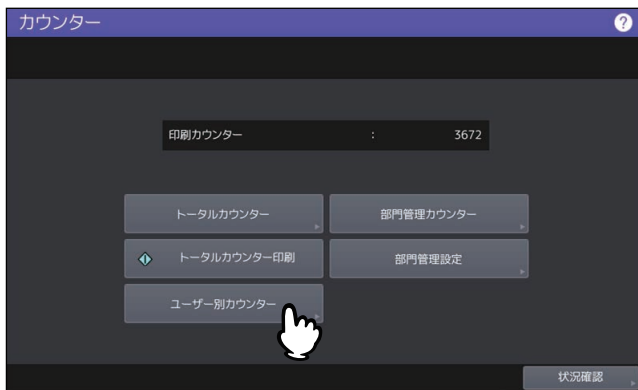 カウンター ?
印刷カウンター : 3672
トータルカウンター 部門管理カウンター
トータルカウンター印刷 部門管理設定
ユーザー別カウンター
状況確認